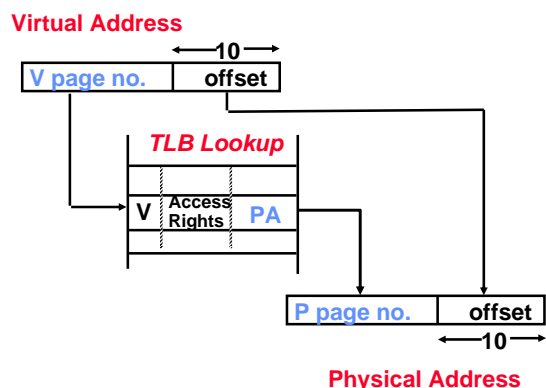 Virtual Address
10
V page no. offset
TLB Lookup
V Access Rights PA
P page no. offset
10
Physical Address